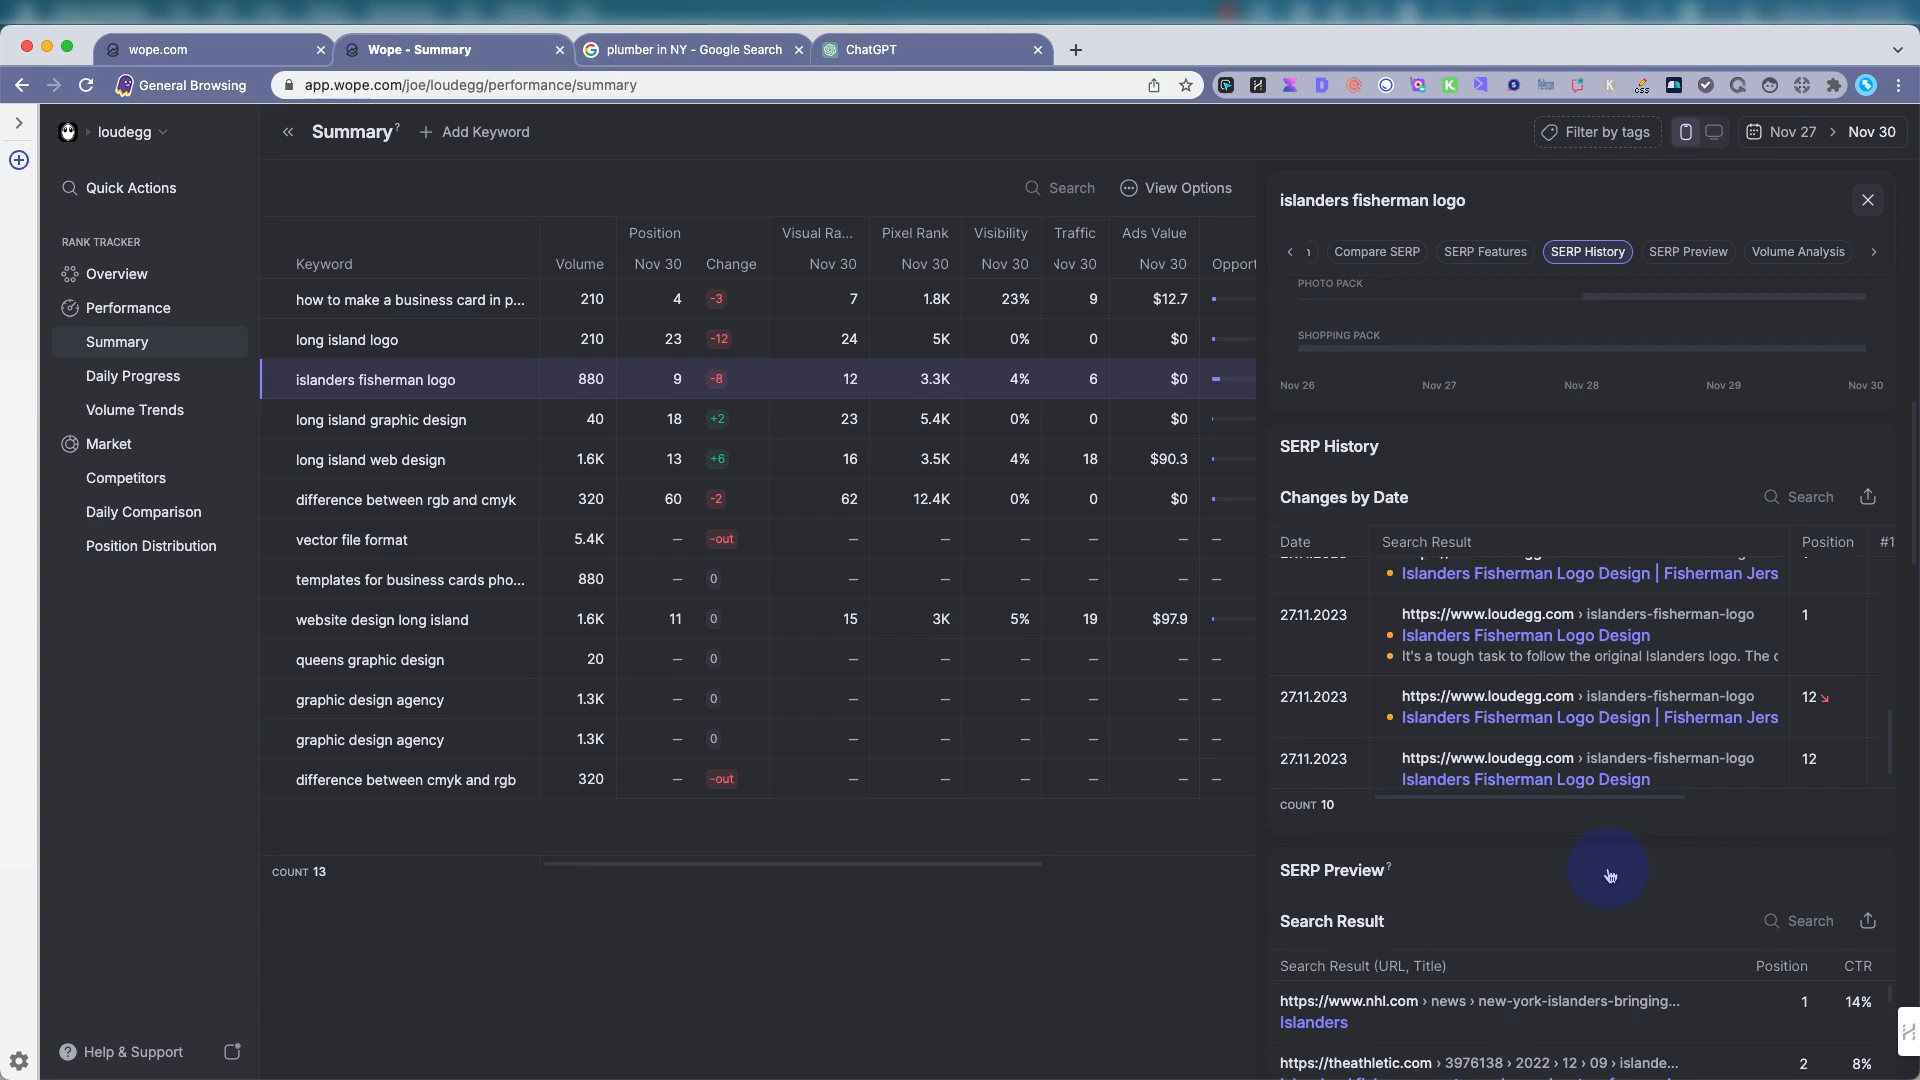 wope.com
Wope - Summary
plumber in NY - Google Search
ChatGPT
General Browsing
app.wope.com/joe/loudegg/performance/summary
loudegg
Summary?
Add Keyword
Filter by tags
Nov 27
Nov 30
Quick Actions
RANK TRACKER
Overview
Performance
Summary
Daily Progress
Volume Trends
Market
Competitors
Daily Comparison
Position Distribution
Help & Support
Search
View Options
Position Visual Ra... Pixel Rank Visibility Traffic Ads Value
Keyword Volume Nov 30 Change Nov 30 Nov 30 Nov 30 Nov 30 Nov 30 Opport
how to make a business card in p... 210 4 -3 7 1.8K 23% 9 $12.7
long island logo 210 23 -12 24 5K 0% 0 $0
islanders fisherman logo 880 9 -8 12 3.3K 4% 6 $0
long island graphic design 40 18 +2 23 5.4K 0% 0 $0
long island web design 1.6K 13 +6 16 3.5K 4% 18 $90.3
difference between rgb and cmyk 320 60 -2 62 12.4K 0% 0 $0
vector file format 5.4K – -out – – – – – –
templates for business cards pho... 880 – 0 – – – – – –
website design long island 1.6K 11 0 15 3K 5% 19 $97.9
queens graphic design 20 – 0 – – – – – –
graphic design agency 1.3K – 0 – – – – – –
graphic design agency 1.3K – 0 – – – – – –
difference between cmyk and rgb 320 – -out – – – – – –
COUNT 13
islanders fisherman logo
Compare SERP
SERP Features
SERP History
SERP Preview
Volume Analysis
PHOTO PACK
SHOPPING PACK
Nov 26 Nov 27 Nov 28 Nov 29 Nov 30
SERP History
Changes by Date
Search
Date Search Result Position #1
Islanders Fisherman Logo Design | Fisherman Jers
27.11.2023 https://www.loudegg.com › islanders-fisherman-logo 1
Islanders Fisherman Logo Design
It's a tough task to follow the original Islanders logo. The c
27.11.2023 https://www.loudegg.com › islanders-fisherman-logo 12
Islanders Fisherman Logo Design | Fisherman Jers
27.11.2023 https://www.loudegg.com › islanders-fisherman-logo 12
Islanders Fisherman Logo Design
COUNT 10
SERP Preview?
Search Result
Search
Search Result (URL, Title) Position CTR
https://www.nhl.com › news › new-york-islanders-bringing... 1 14%
Islanders
https://theathletic.com › 3976138 › 2022 › 12 › 09 › islande... 2 8%